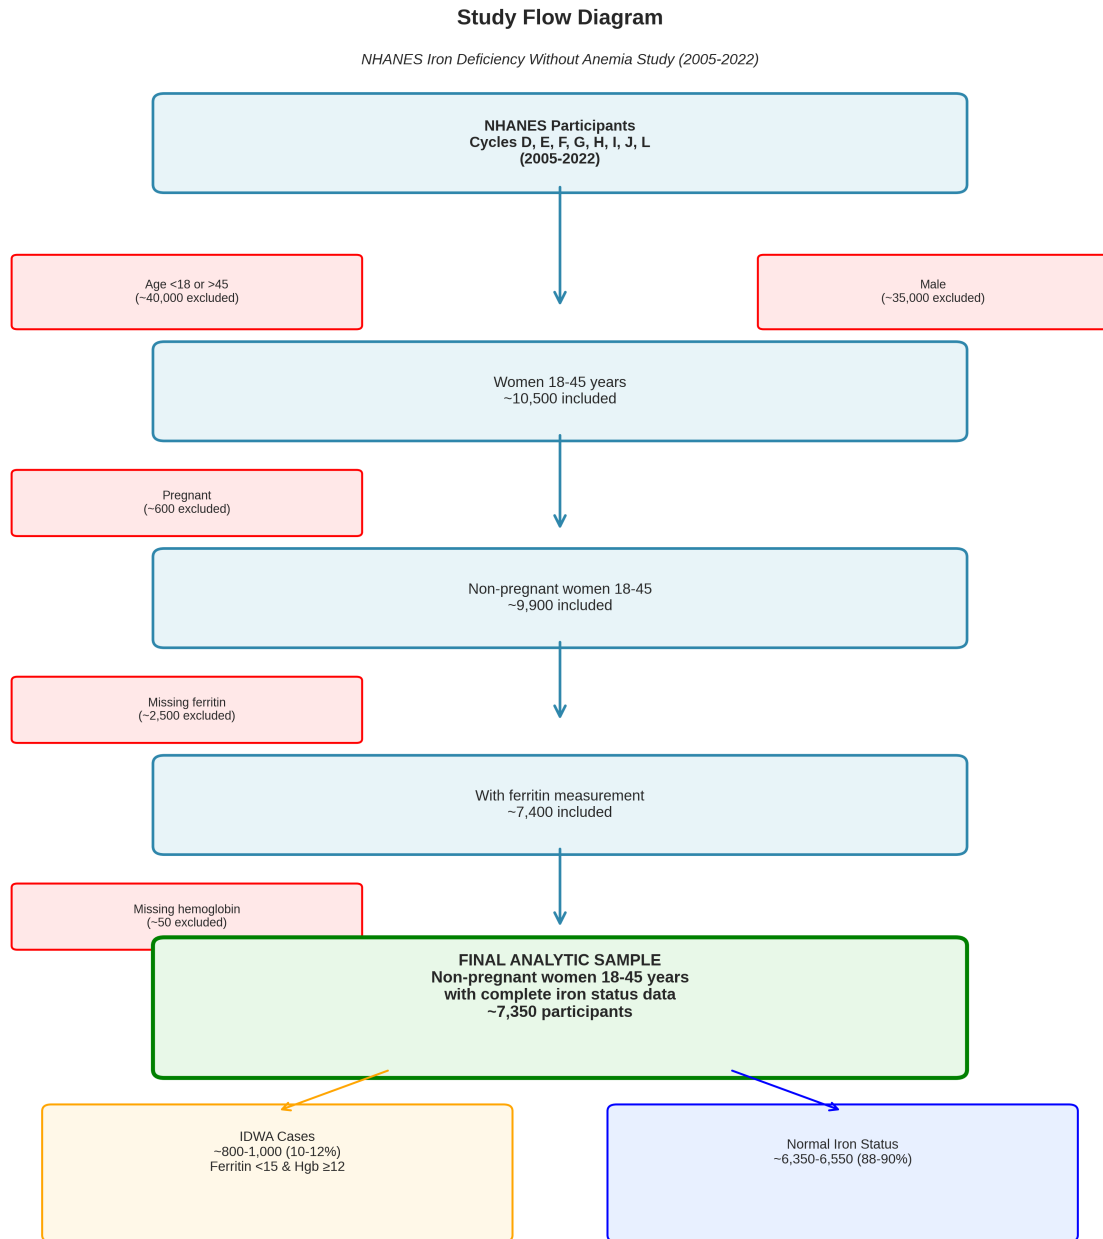 Study Flow Diagram
NHANES Iron Deficiency Without Anemia Study (2005-2022)
NHANES Participants
Cycles D, E, F, G, H, I, J, L
(2005-2022)
Age <18 or >45
(~40,000 excluded)
Male
(~35,000 excluded)
Women 18-45 years
~10,500 included
Pregnant
(~600 excluded)
Non-pregnant women 18-45
~9,900 included
Missing ferritin
(~2,500 excluded)
With ferritin measurement
~7,400 included
Missing hemoglobin
(~50 excluded)
FINAL ANALYTIC SAMPLE
Non-pregnant women 18-45 years
with complete iron status data
~7,350 participants
IDWA Cases
~800-1,000 (10-12%)
Ferritin <15 & Hgb ≥12
Normal Iron Status
~6,350-6,550 (88-90%)